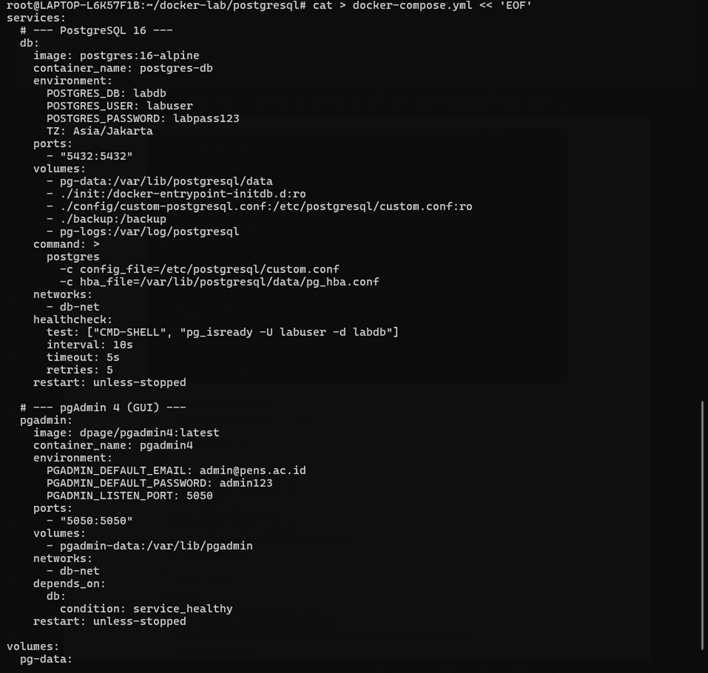 root@LAPTOP-L6K57F1B:~/docker-lab/postgresql# cat > docker-compose.yml << 'EOF'
services:
  # --- PostgreSQL 16 ---
  db:
    image: postgres:16-alpine
    container_name: postgres-db
    environment:
      POSTGRES_DB: labdb
      POSTGRES_USER: labuser
      POSTGRES_PASSWORD: labpass123
      TZ: Asia/Jakarta
    ports:
      - "5432:5432"
    volumes:
      - pg-data:/var/lib/postgresql/data
      - ./init:/docker-entrypoint-initdb.d:ro
      - ./config/custom-postgresql.conf:/etc/postgresql/custom.conf:ro
      - ./backup:/backup
      - pg-logs:/var/log/postgresql
    command: >
      postgres
        -c config_file=/etc/postgresql/custom.conf
        -c hba_file=/var/lib/postgresql/data/pg_hba.conf
    networks:
      - db-net
    healthcheck:
      test: ["CMD-SHELL", "pg_isready -U labuser -d labdb"]
      interval: 10s
      timeout: 5s
      retries: 5
    restart: unless-stopped

  # --- pgAdmin 4 (GUI) ---
  pgadmin:
    image: dpage/pgadmin4:latest
    container_name: pgadmin4
    environment:
      PGADMIN_DEFAULT_EMAIL: admin@pens.ac.id
      PGADMIN_DEFAULT_PASSWORD: admin123
      PGADMIN_LISTEN_PORT: 5050
    ports:
      - "5050:5050"
    volumes:
      - pgadmin-data:/var/lib/pgadmin
    networks:
      - db-net
    depends_on:
      db:
        condition: service_healthy
    restart: unless-stopped

volumes:
  pg-data: